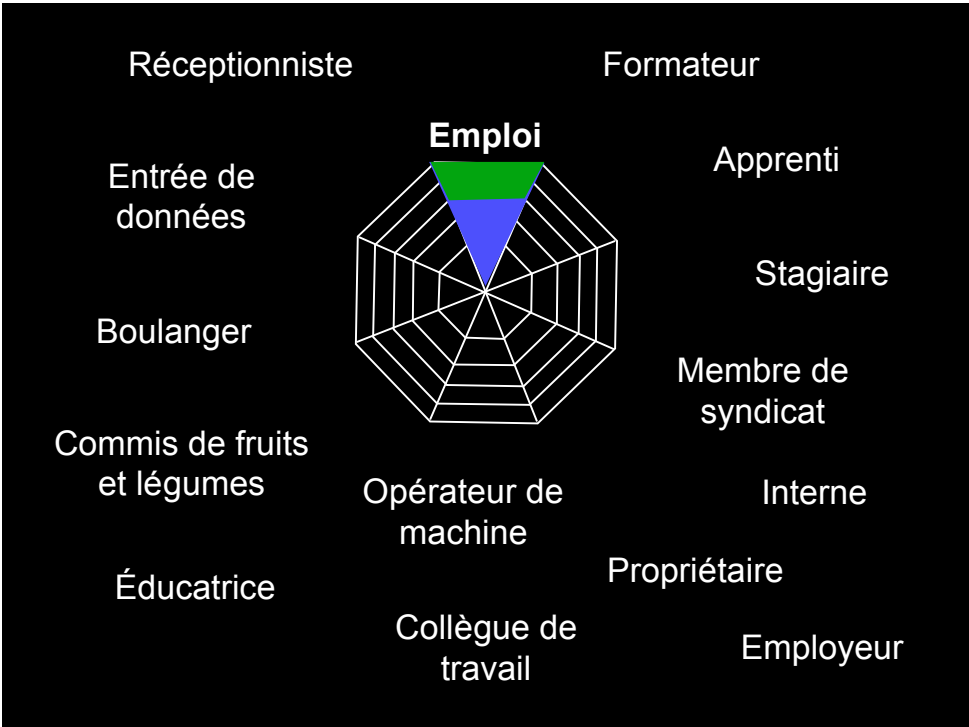 Réceptionniste
Formateur
Emploi
Apprenti
Entrée de
données
Stagiaire
Boulanger
Membre de
syndicat
Commis de fruits
et légumes
Opérateur de
machine
Interne
Propriétaire
Éducatrice
Collègue de
travail
Employeur